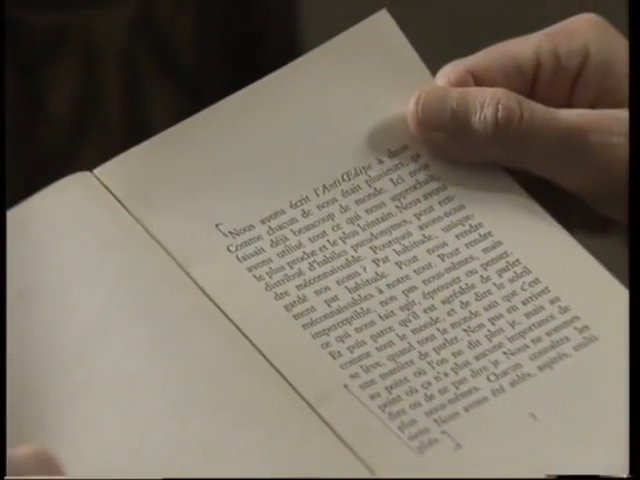 Nous avons écrit l'Anti-Œdipe à deux.
Comme chacun de nous était plusieurs, ça
faisait déjà beaucoup de monde. Ici nous
avons utilisé tout ce qui nous approchait,
le plus proche et le plus lointain. Nous avons
distribué d'habiles pseudonymes, pour ren-
dre méconnaissable. Pourquoi avons-nous
gardé nos noms ? Par habitude, unique-
ment par habitude. Pour nous rendre
méconnaissables à notre tour. Pour rendre
imperceptible, non pas nous-mêmes, mais
ce qui nous fait agir, éprouver ou penser.
Et puis parce qu'il est agréable de parler
comme tout le monde, et de dire le soleil
se lève, quand tout le monde sait que c'est
une manière de parler. Non pas en arriver
au point où l'on ne dit plus je, mais au
point où ça n'a plus aucune importance de
dire ou de ne pas dire je. Nous ne sommes
plus nous-mêmes. Chacun connaîtra les
siens. Nous avons été aidés, aspirés, multi-
pliés.